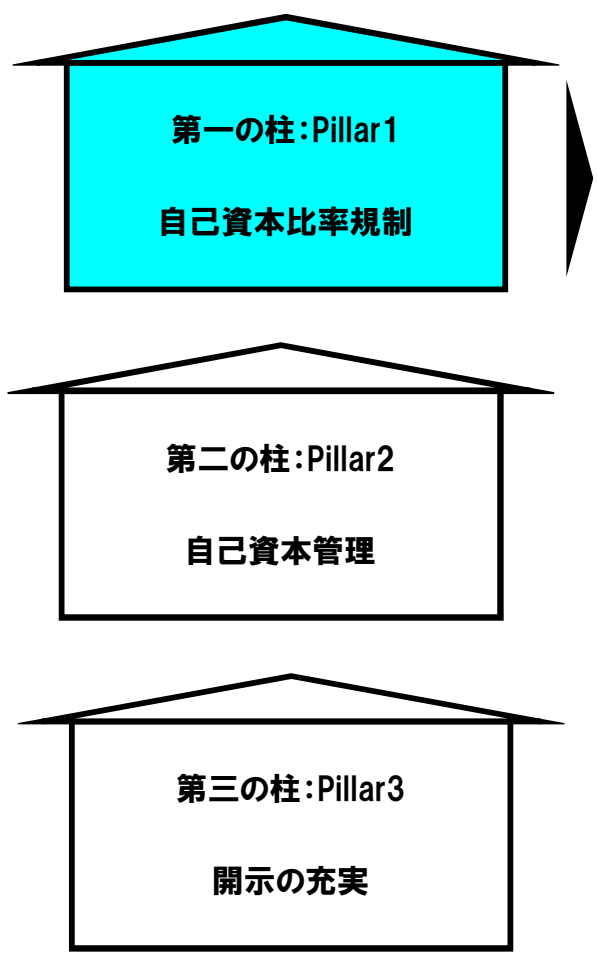 第一の柱：Pillar1
自己資本比率規制
第二の柱：Pillar2
自己資本管理
第三の柱：Pillar3
開示の充実